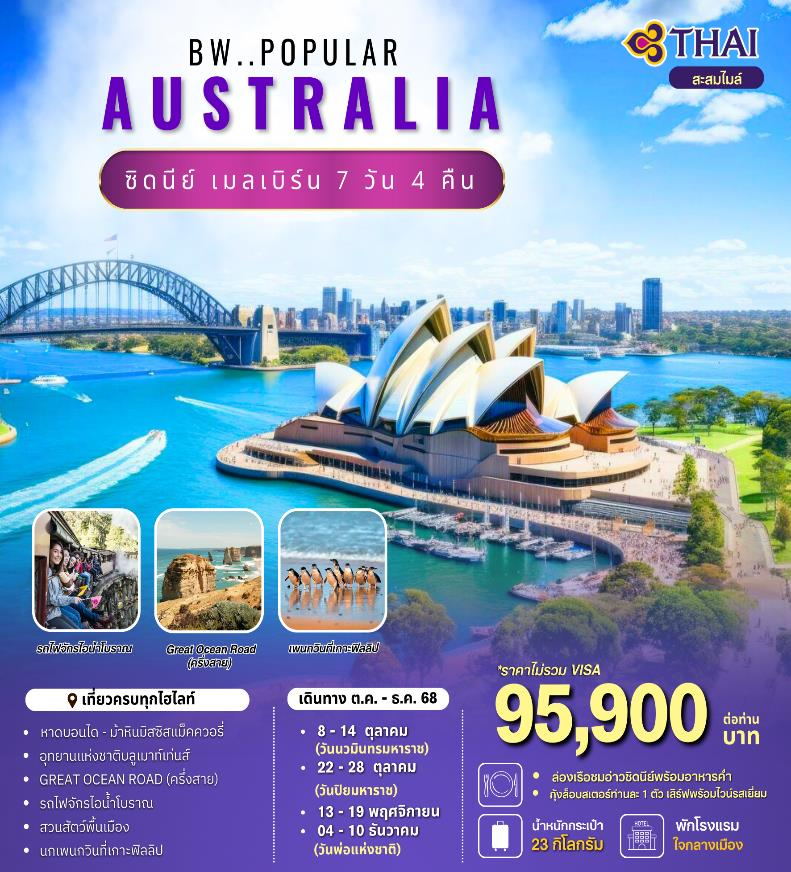 BW..POPULAR
AUSTRALIA
THAI
สะสมไมล์
ซิดนีย์ เมลเบิร์น 7 วัน 4 คืน
รถไฟจักรไอน้ำโบราณ
Great Ocean Road
(ครึ่งสาย)
เพนกวินที่เกาะฟิลลิป
เที่ยวครบทุกไฮไลท์
หาดบอนได - ม้าหินมิสซิสแม็คควอรี่
อุทยานแห่งชาติบลูเมาท์เท่นส์
GREAT OCEAN ROAD (ครึ่งสาย)
รถไฟจักรไอน้ำโบราณ
สวนสัตว์พื้นเมือง
นกเพนกวินที่เกาะฟิลลิป
เดินทาง ต.ค. - ธ.ค. 68
8 - 14 ตุลาคม
(วันนวมินทรมหาราช)
22 - 28 ตุลาคม
(วันปิยมหาราช)
13 - 19 พฤศจิกายน
04 - 10 ธันวาคม
(วันพ่อแห่งชาติ)
*ราคาไม่รวม VISA
95,900 ต่อท่าน
บาท
ล่องเรือชมอ่าวซิดนีย์พร้อมอาหารค่ำ
กุ้งล็อบสเตอร์ท่านละ 1 ตัว เสิร์ฟพร้อมไวน์รสเยี่ยม
น้ำหนักกระเป๋า
23 กิโลกรัม
HOTEL
พักโรงแรม
ใจกลางเมือง